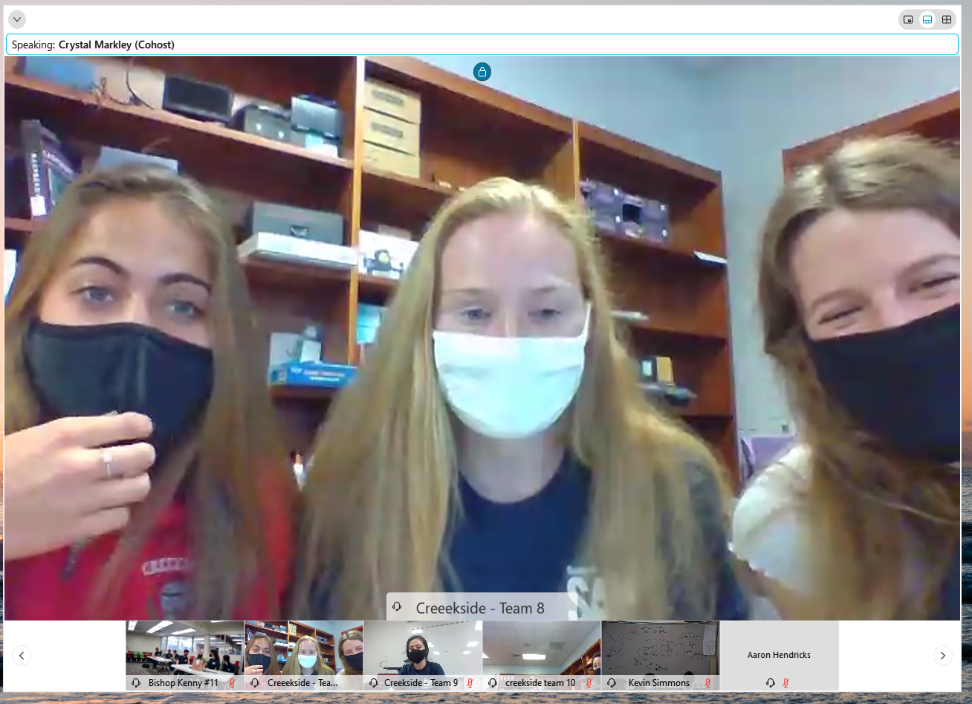 Speaking: Crystal Markley (Cohost)
Creeekside - Team 8
Bishop Kenny #11
Creeekside - Tea...
Creekside - Team 9
creekside team 10
Kevin Simmons
Aaron Hendricks